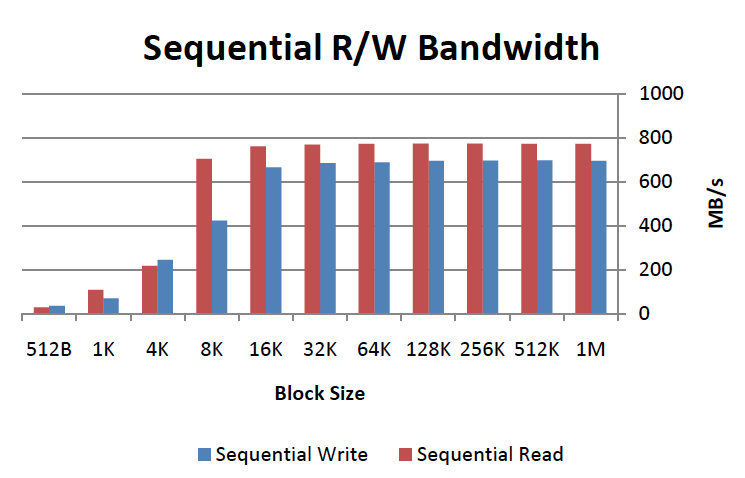 Sequential R/W Bandwidth
1000
800
600
400
200
0
MB/s
512B 1K 4K 8K 16K 32K 64K 128K 256K 512K 1M
Block Size
Sequential Write Sequential Read